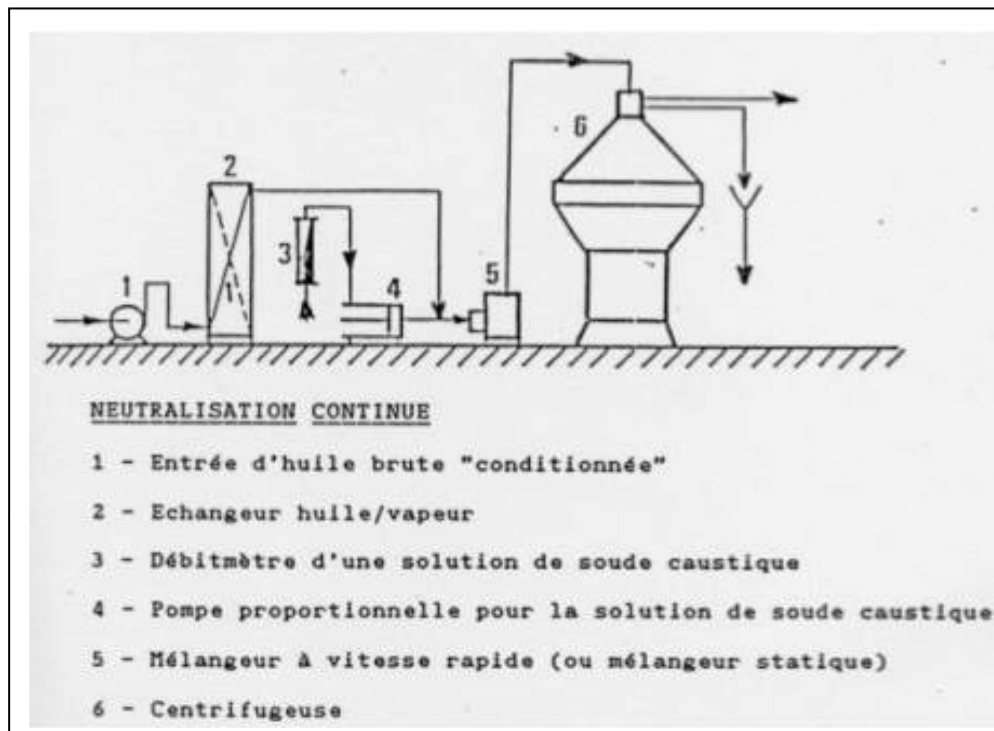 1
2
3
4
5
6
NEUTRALISATION CONTINUE
1 - Entrée d'huile brute "conditionnée"
2 - Echangeur huile/vapeur
3 - Débitmètre d'une solution de soude caustique
4 - Pompe proportionnelle pour la solution de soude caustique
5 - Mélangeur à vitesse rapide (ou mélangeur statique)
6 - Centrifugeuse